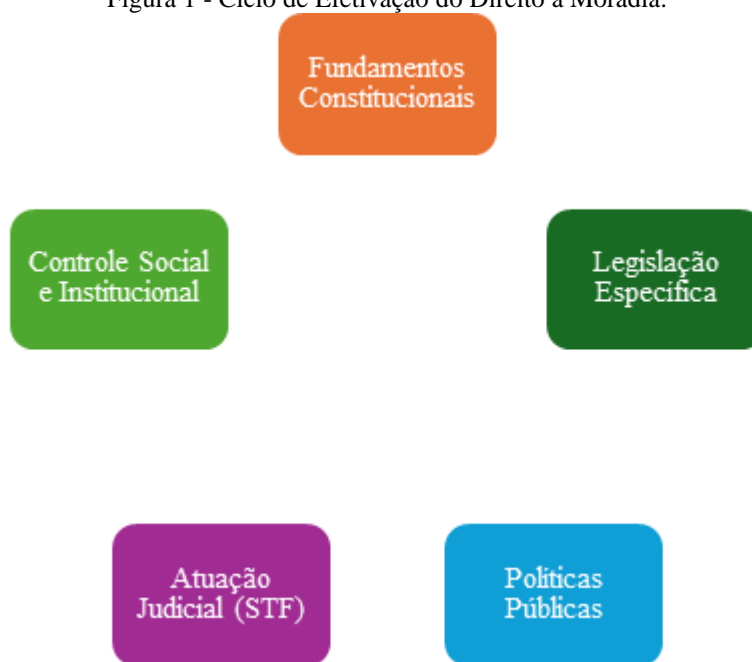 Figura 1 - Ciclo de Efetivação do Direito à Moradia.
Fundamentos
Constitucionais
Controle Social
e Institucional
Legislação
Específica
Atuação
Judicial (STF)
Políticas
Públicas